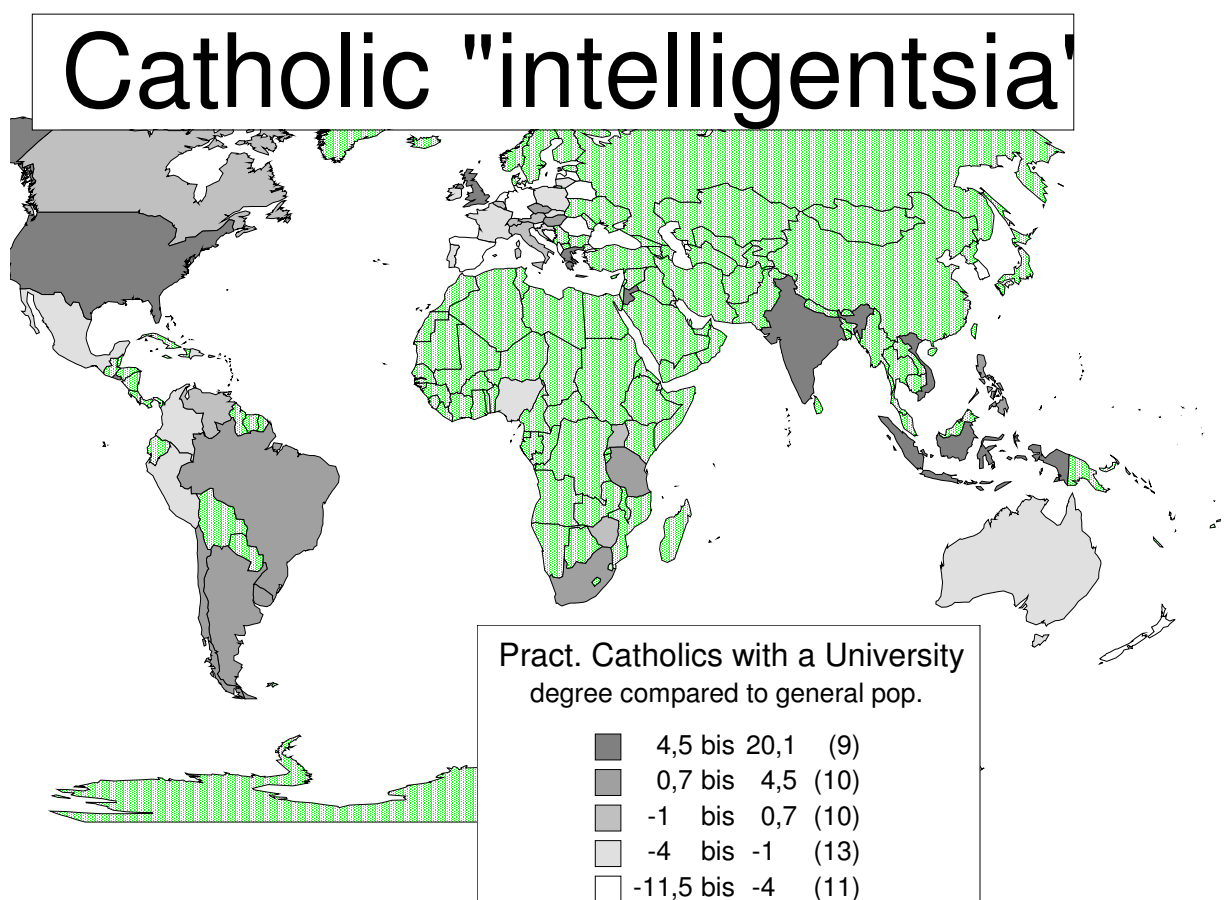 Catholic "intelligentsia"
Pract. Catholics with a University
degree compared to general pop.
4,5 bis 20,1 (9)
0,7 bis 4,5 (10)
-1 bis 0,7 (10)
-4 bis -1 (13)
-11,5 bis -4 (11)